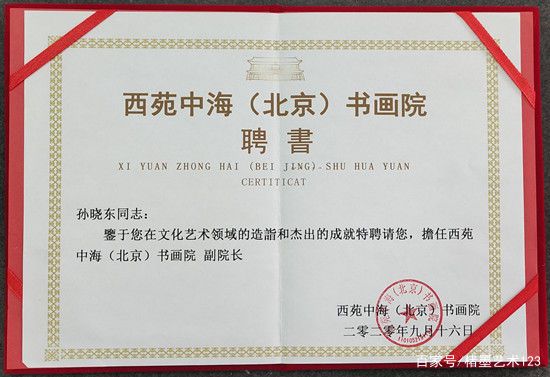 西苑中海（北京）书画院
聘書
XI YUAN ZHONG HAI (BEI JING) SHU HUA YUAN
CERTITICAT
孙晓东同志：
鑒于您在文化艺术领域的造詣和杰出的成就特聘请您，擔任西苑
中海（北京）书画院 副院长
西苑中海（北京）书画院
二零二零年九月十六日
百家号/楮墨艺术123